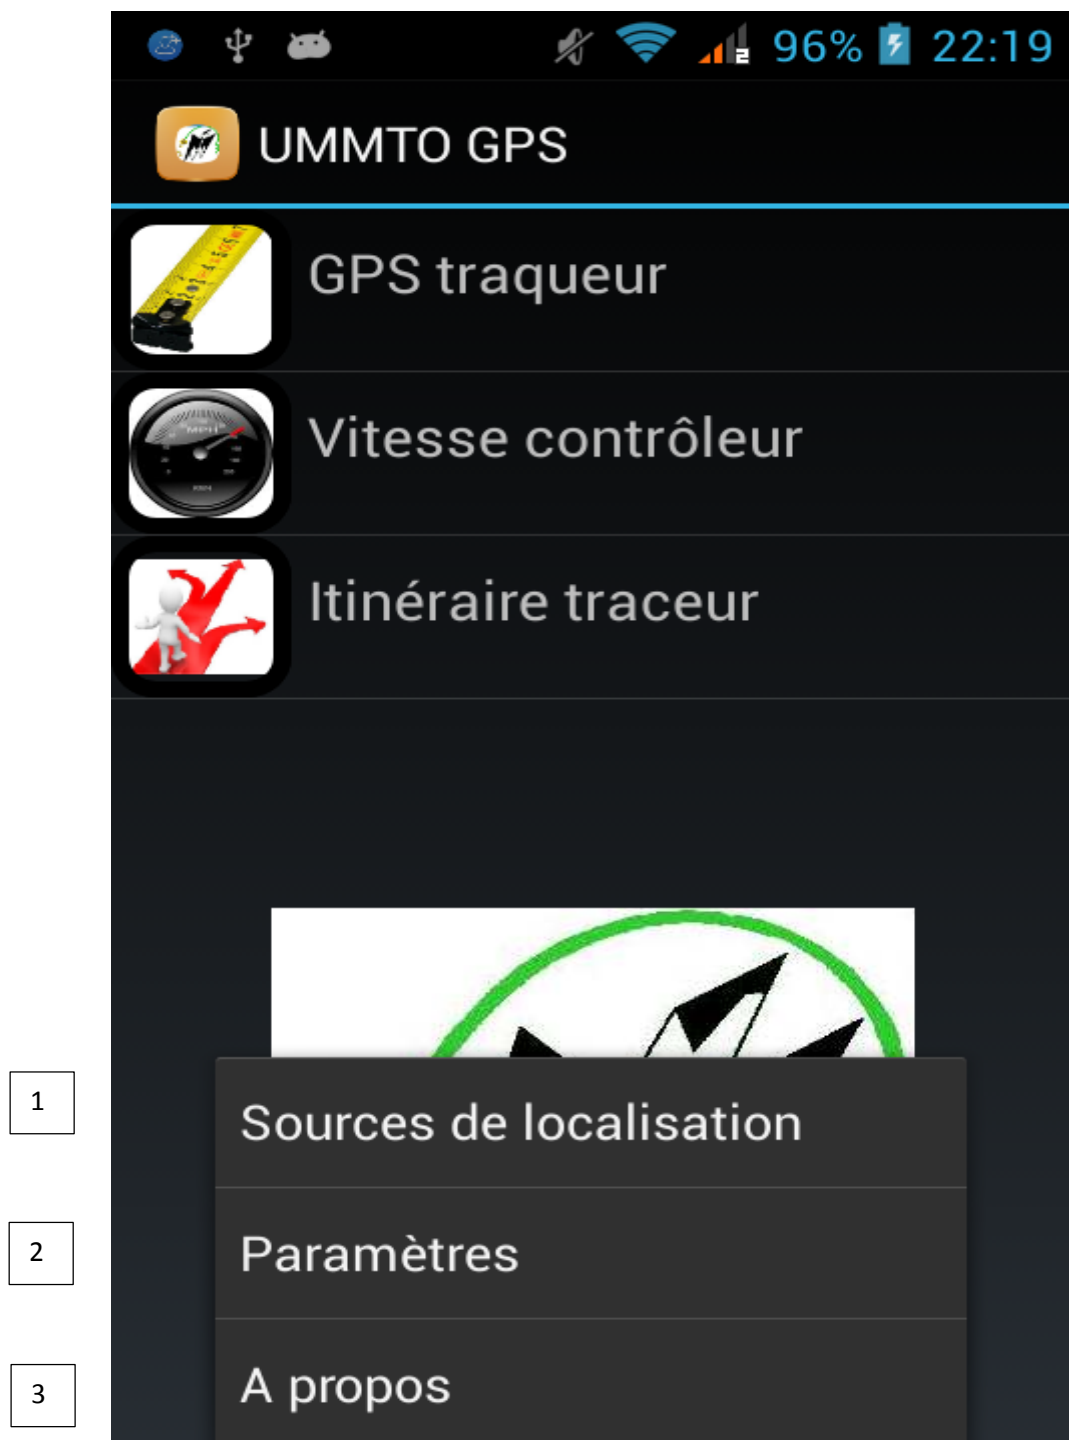 96% 22:19
UMMTO GPS
GPS traqueur
Vitesse contrôleur
Itinéraire traceur
1
Sources de localisation
2
Paramètres
3
A propos